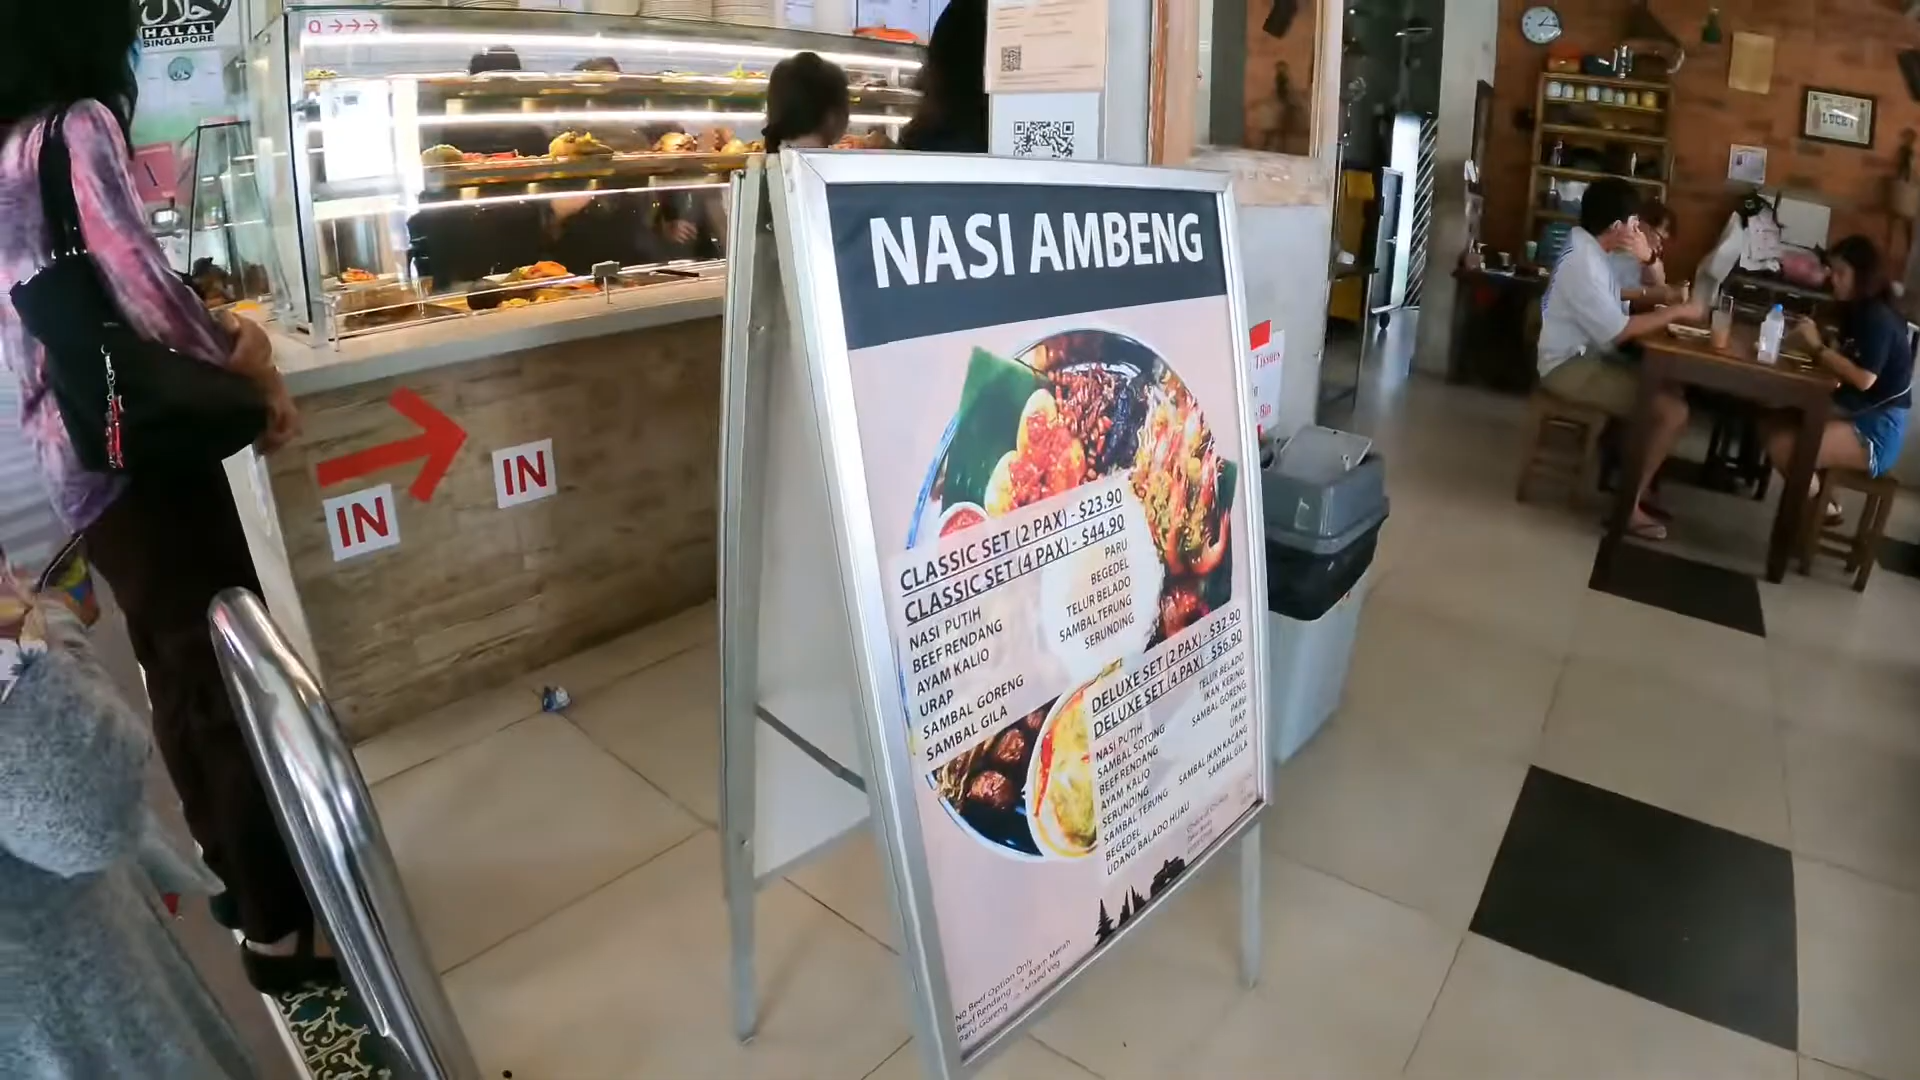 حلال
HALAL
SINGAPORE
Q →→→
NASI AMBENG
IN
IN
CLASSIC SET (2 PAX) - $23.90
CLASSIC SET (4 PAX) - $44.90
NASI PUTIH
BEEF RENDANG
AYAM KALIO
URAP
SAMBAL GORENG
SAMBAL GILA
PARU
BEGEDEL
TELUR BELADO
SAMBAL TERUNG
SERUNDING
DELUXE SET (2 PAX) - $32.90
DELUXE SET (4 PAX) - $56.90
NASI PUTIH
SAMBAL SOTONG
BEEF RENDANG
AYAM KALIO
SERUNDING
SAMBAL TERUNG
BEGEDEL
UDANG BALADO HIJAU
TELUR BELADO
IKAN KERING
SAMBAL GORENG
PARU
URAP
SAMBAL IKAN KACANG
SAMBAL GILA
No Beef Option Only
Beef Rendang → Ayam Merah
Paru Goreng → Mixed Veg
Tissues
Bin
LUCKY